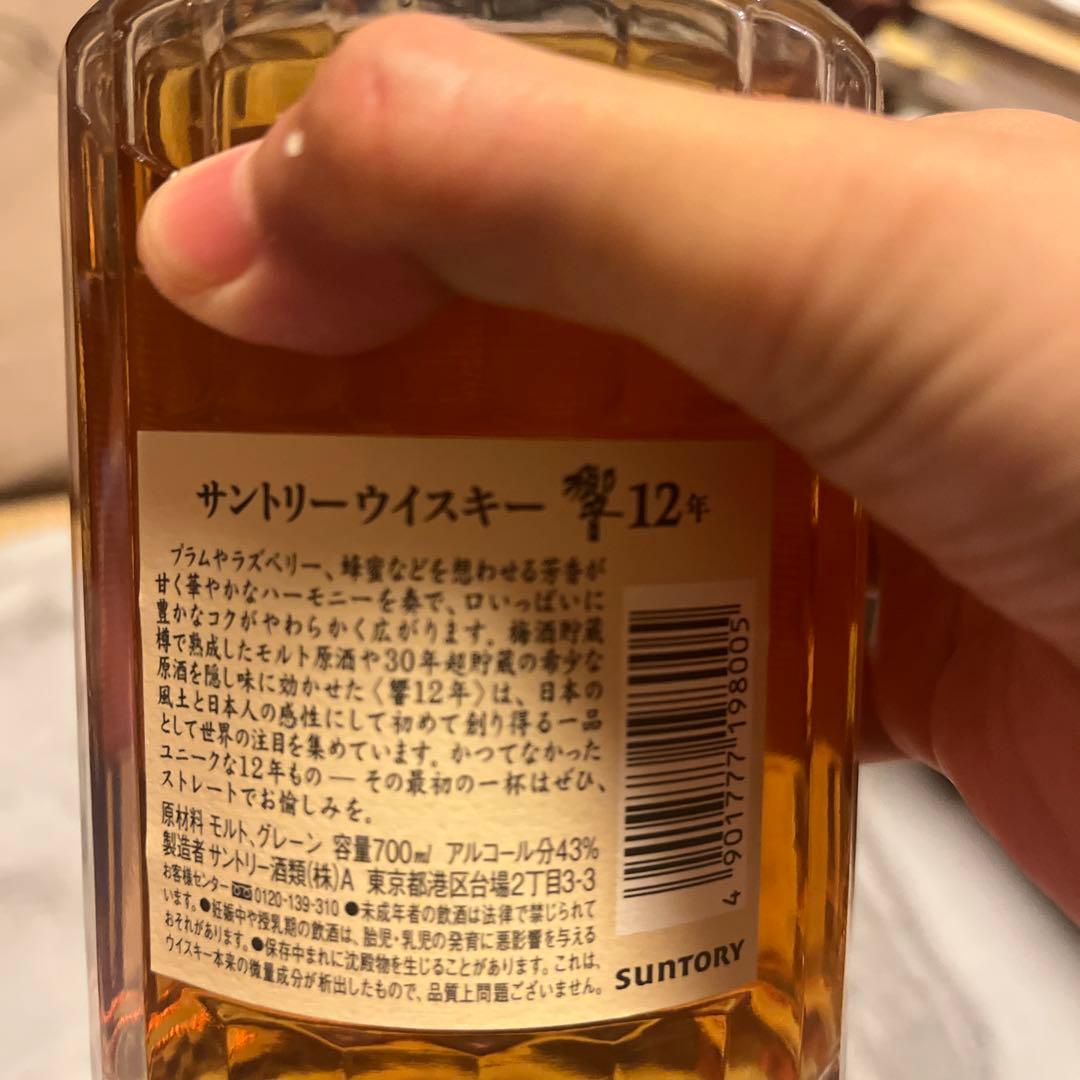 サントリーウイスキー 響 12年
プラムやラズベリー、蜂蜜などを想わせる芳香が
甘く華やかなハーモニーを奏で、口いっぱいに
豊かなコクがやわらかく広がります。梅酒貯蔵
樽で熟成したモルト原酒や30年超貯蔵の希少な
原酒を隠し味に効かせた〈響12年〉は、日本の
風土と日本人の感性にして初めて創り得る一品
として世界の注目を集めています。かつてなかった
ユニークな12年もの ― その最初の一杯はぜひ、
ストレートでお愉しみを。
原材料 モルト、グレーン 容量700ml アルコール分43%
製造者 サントリー酒類(株)A 東京都港区台場2丁目3-3
お客様センター 0120-139-310 ●未成年者の飲酒は法律で禁じられて
います。●妊娠中や授乳期の飲酒は、胎児・乳児の発育に悪影響を与える
おそれがあります。●保存中まれに沈殿物を生じることがあります。これは、
ウイスキー本来の微量成分が析出したもので、品質上問題ございません。
4901777198005
SUNTORY